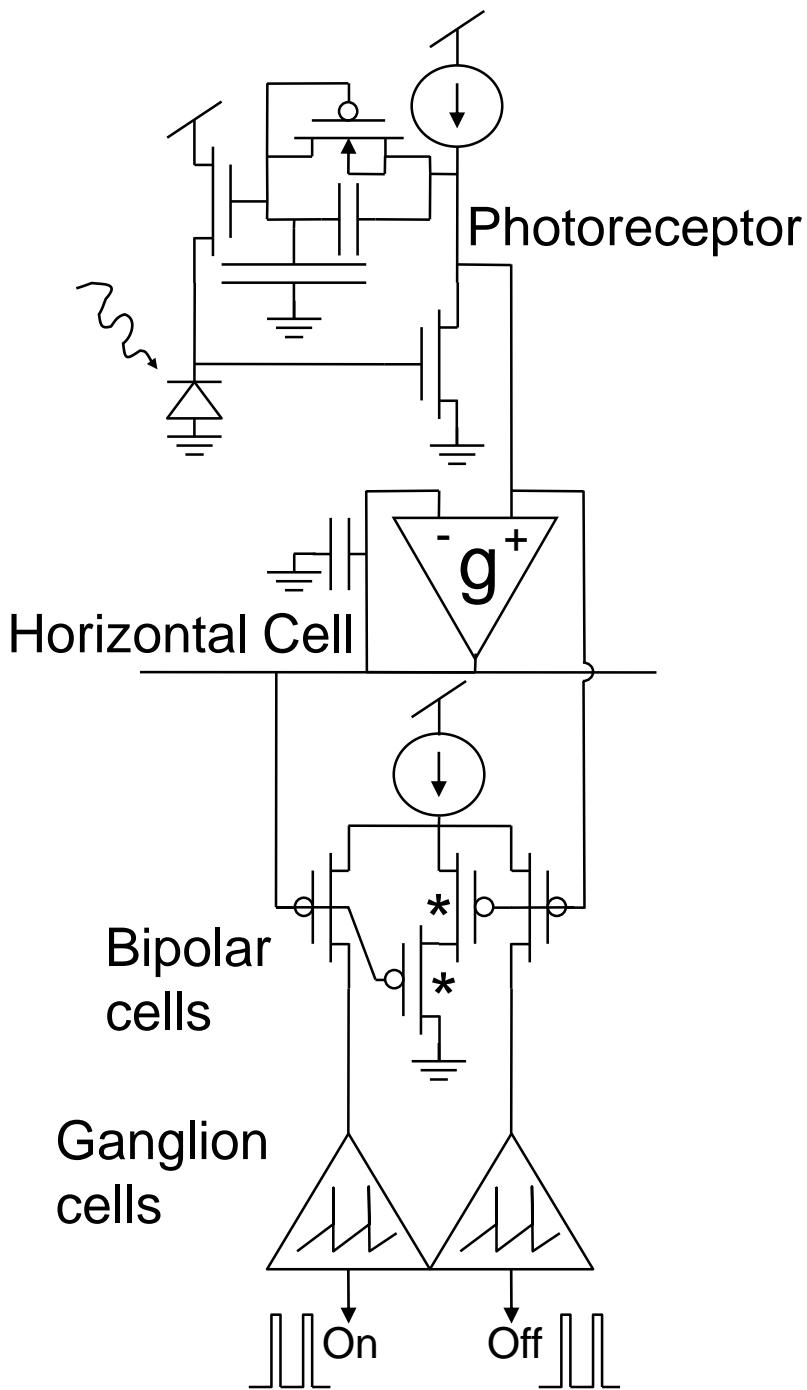 Photoreceptor
- g +
Horizontal Cell
*
*
Bipolar
cells
Ganglion
cells
On Off